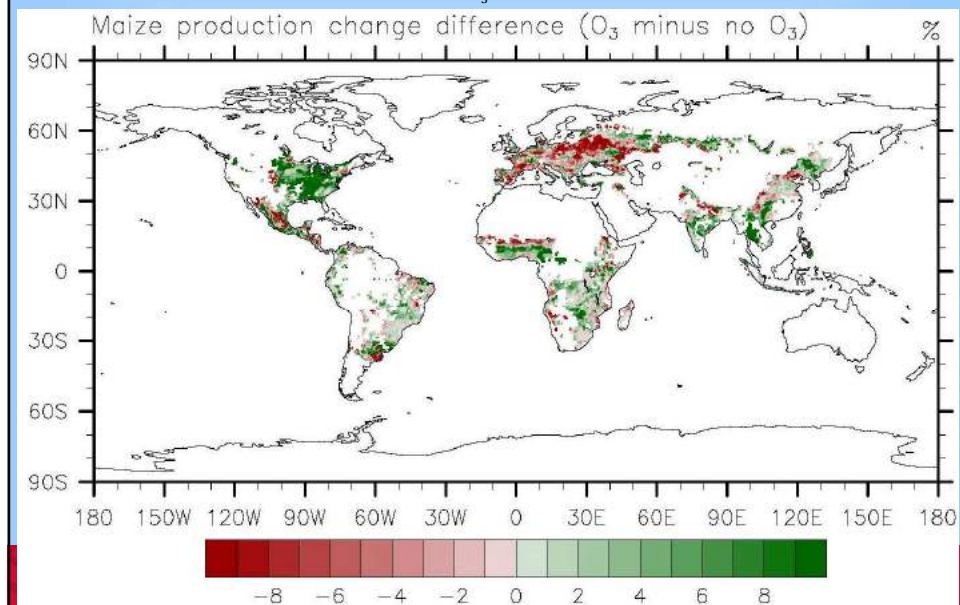 Maize production change difference (O₃ minus no O₃) %
90N
60N
30N
0
30S
60S
90S
180 150W 120W 90W 60W 30W 0 30E 60E 90E 120E 150E 180
−8 −6 −4 −2 0 2 4 6 8